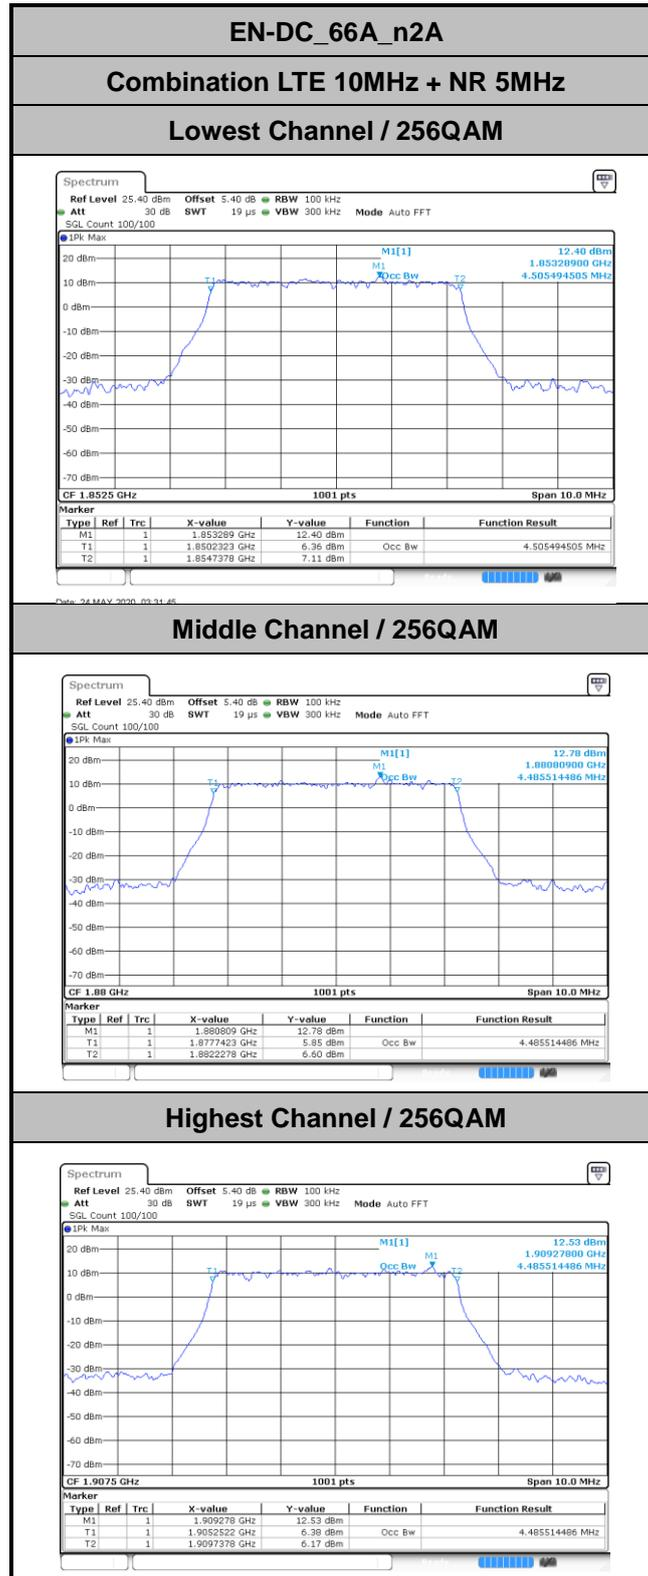 EN-DC_66A_n2A
Combination LTE 10MHz + NR 5MHz
Lowest Channel / 256QAM
Spectrum
Ref Level 25.40 dBm Offset 5.40 dB RBW 100 kHz
Att 30 dB SWT 19 µs VBW 300 kHz Mode Auto FFT
SGL Count 100/100
1Pk Max
M1[1] 12.40 dBm
1.85328900 GHz
Occ Bw 4.505494505 MHz
M1
T1
T2
20 dBm
10 dBm
0 dBm
-10 dBm
-20 dBm
-30 dBm
-40 dBm
-50 dBm
-60 dBm
-70 dBm
CF 1.8525 GHz 1001 pts Span 10.0 MHz
Marker
Type Ref Trc X-value Y-value Function Function Result
M1 1 1.853289 GHz 12.40 dBm
T1 1 1.8502323 GHz 6.36 dBm Occ Bw 4.505494505 MHz
T2 1 1.8547378 GHz 7.11 dBm
Date: 24 MAY 2020 03:31:45
Middle Channel / 256QAM
Spectrum
Ref Level 25.40 dBm Offset 5.40 dB RBW 100 kHz
Att 30 dB SWT 19 µs VBW 300 kHz Mode Auto FFT
SGL Count 100/100
1Pk Max
M1[1] 12.78 dBm
1.88080900 GHz
Occ Bw 4.485514486 MHz
M1
T1
T2
20 dBm
10 dBm
0 dBm
-10 dBm
-20 dBm
-30 dBm
-40 dBm
-50 dBm
-60 dBm
-70 dBm
CF 1.88 GHz 1001 pts Span 10.0 MHz
Marker
Type Ref Trc X-value Y-value Function Function Result
M1 1 1.880809 GHz 12.78 dBm
T1 1 1.8777423 GHz 5.85 dBm Occ Bw 4.485514486 MHz
T2 1 1.8822278 GHz 6.60 dBm
Highest Channel / 256QAM
Spectrum
Ref Level 25.40 dBm Offset 5.40 dB RBW 100 kHz
Att 30 dB SWT 19 µs VBW 300 kHz Mode Auto FFT
SGL Count 100/100
1Pk Max
M1[1] 12.53 dBm
1.90927800 GHz
Occ Bw 4.485514486 MHz
M1
T1
T2
20 dBm
10 dBm
0 dBm
-10 dBm
-20 dBm
-30 dBm
-40 dBm
-50 dBm
-60 dBm
-70 dBm
CF 1.9075 GHz 1001 pts Span 10.0 MHz
Marker
Type Ref Trc X-value Y-value Function Function Result
M1 1 1.909278 GHz 12.53 dBm
T1 1 1.9052522 GHz 6.38 dBm Occ Bw 4.485514486 MHz
T2 1 1.9097378 GHz 6.17 dBm